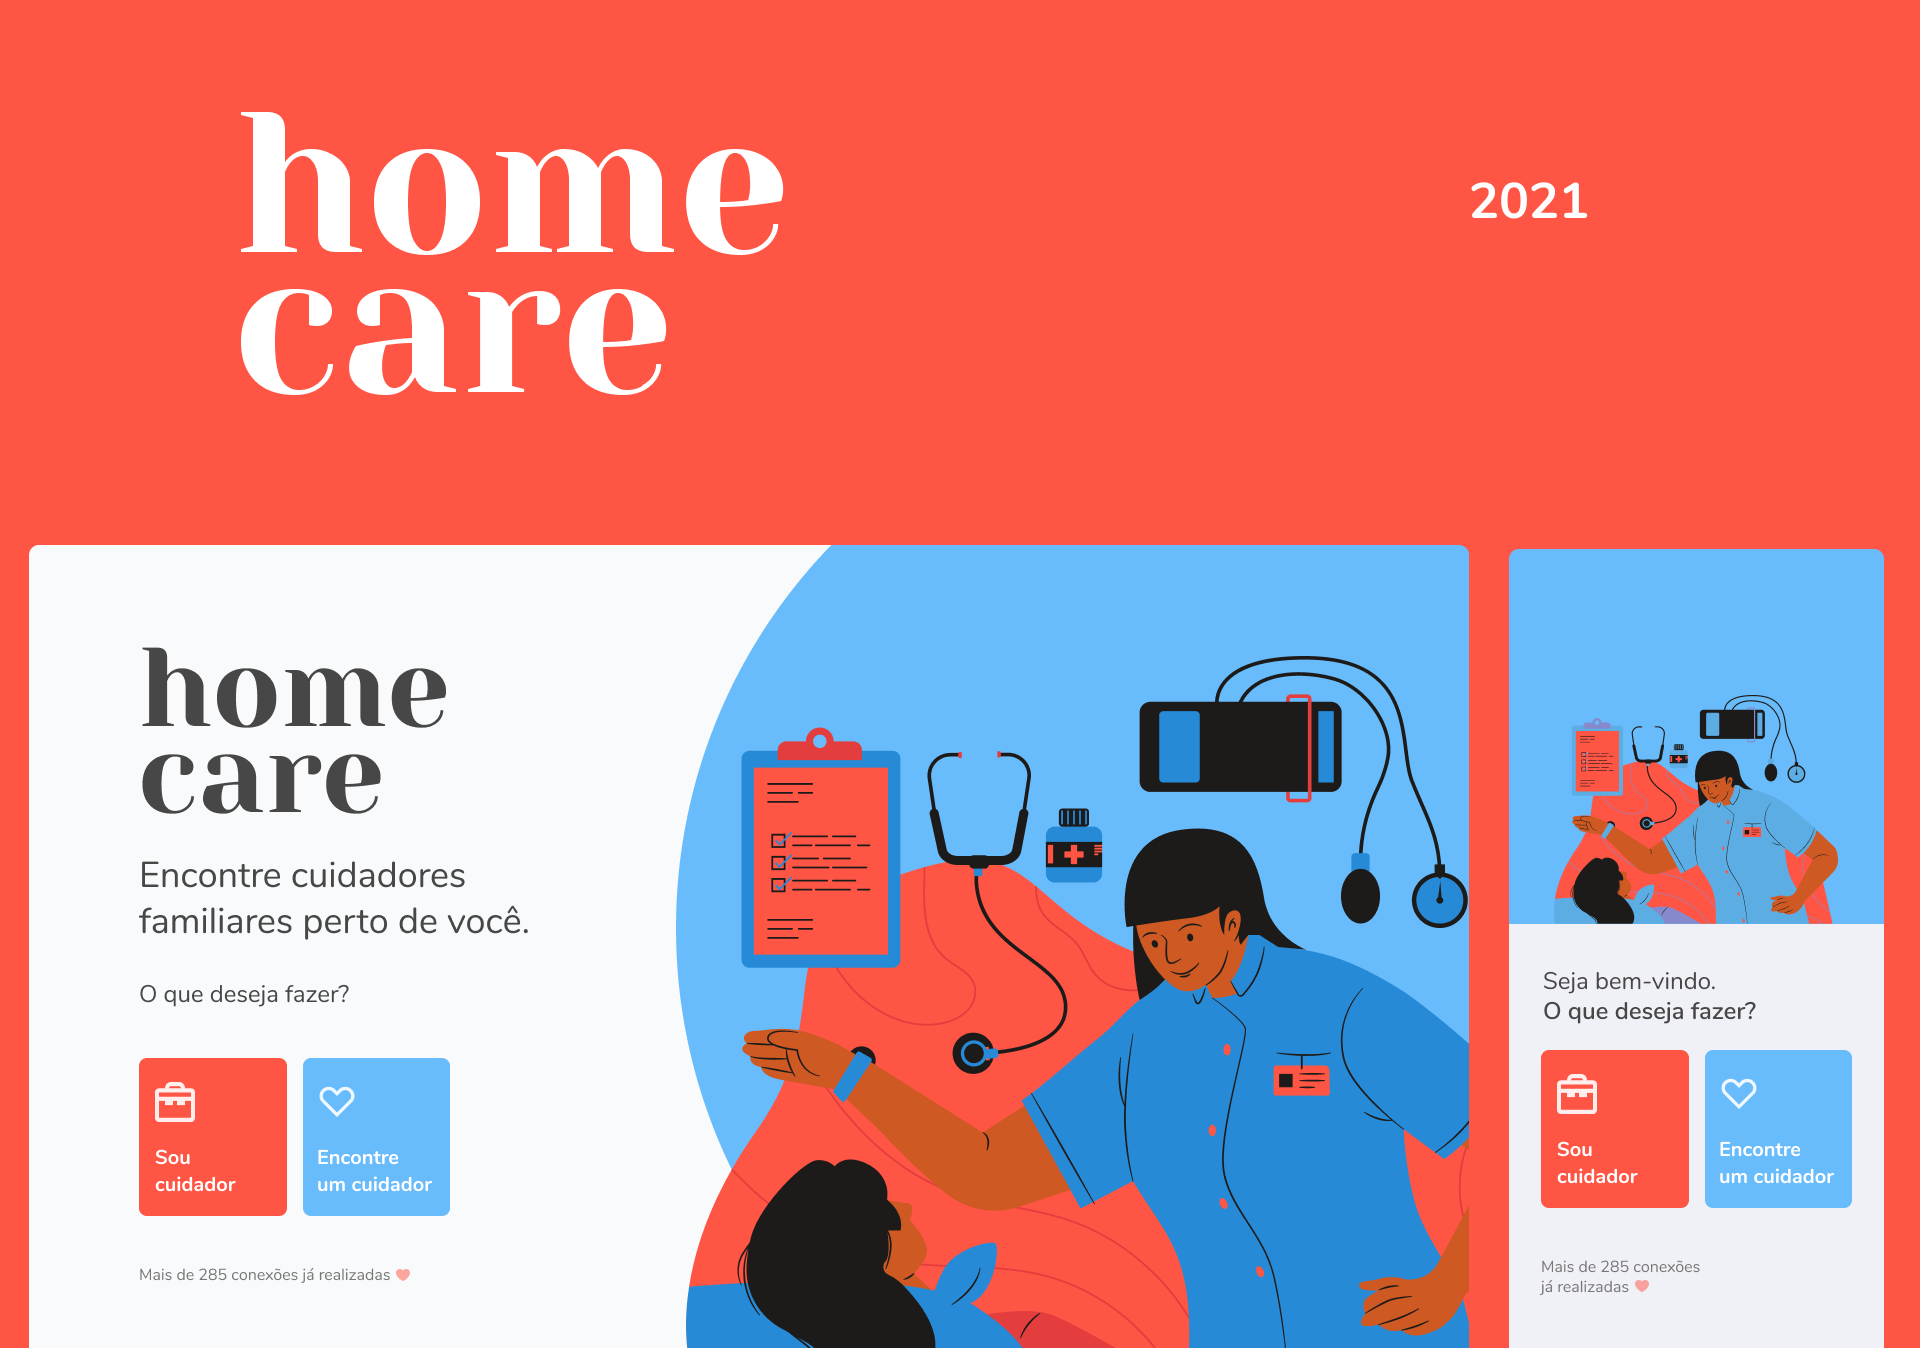 home
care
2021
home
care
Encontre cuidadores
familiares perto de você.
O que deseja fazer?
Sou
cuidador
Encontre
um cuidador
Mais de 285 conexões já realizadas
Seja bem-vindo.
O que deseja fazer?
Sou
cuidador
Encontre
um cuidador
Mais de 285 conexões
já realizadas